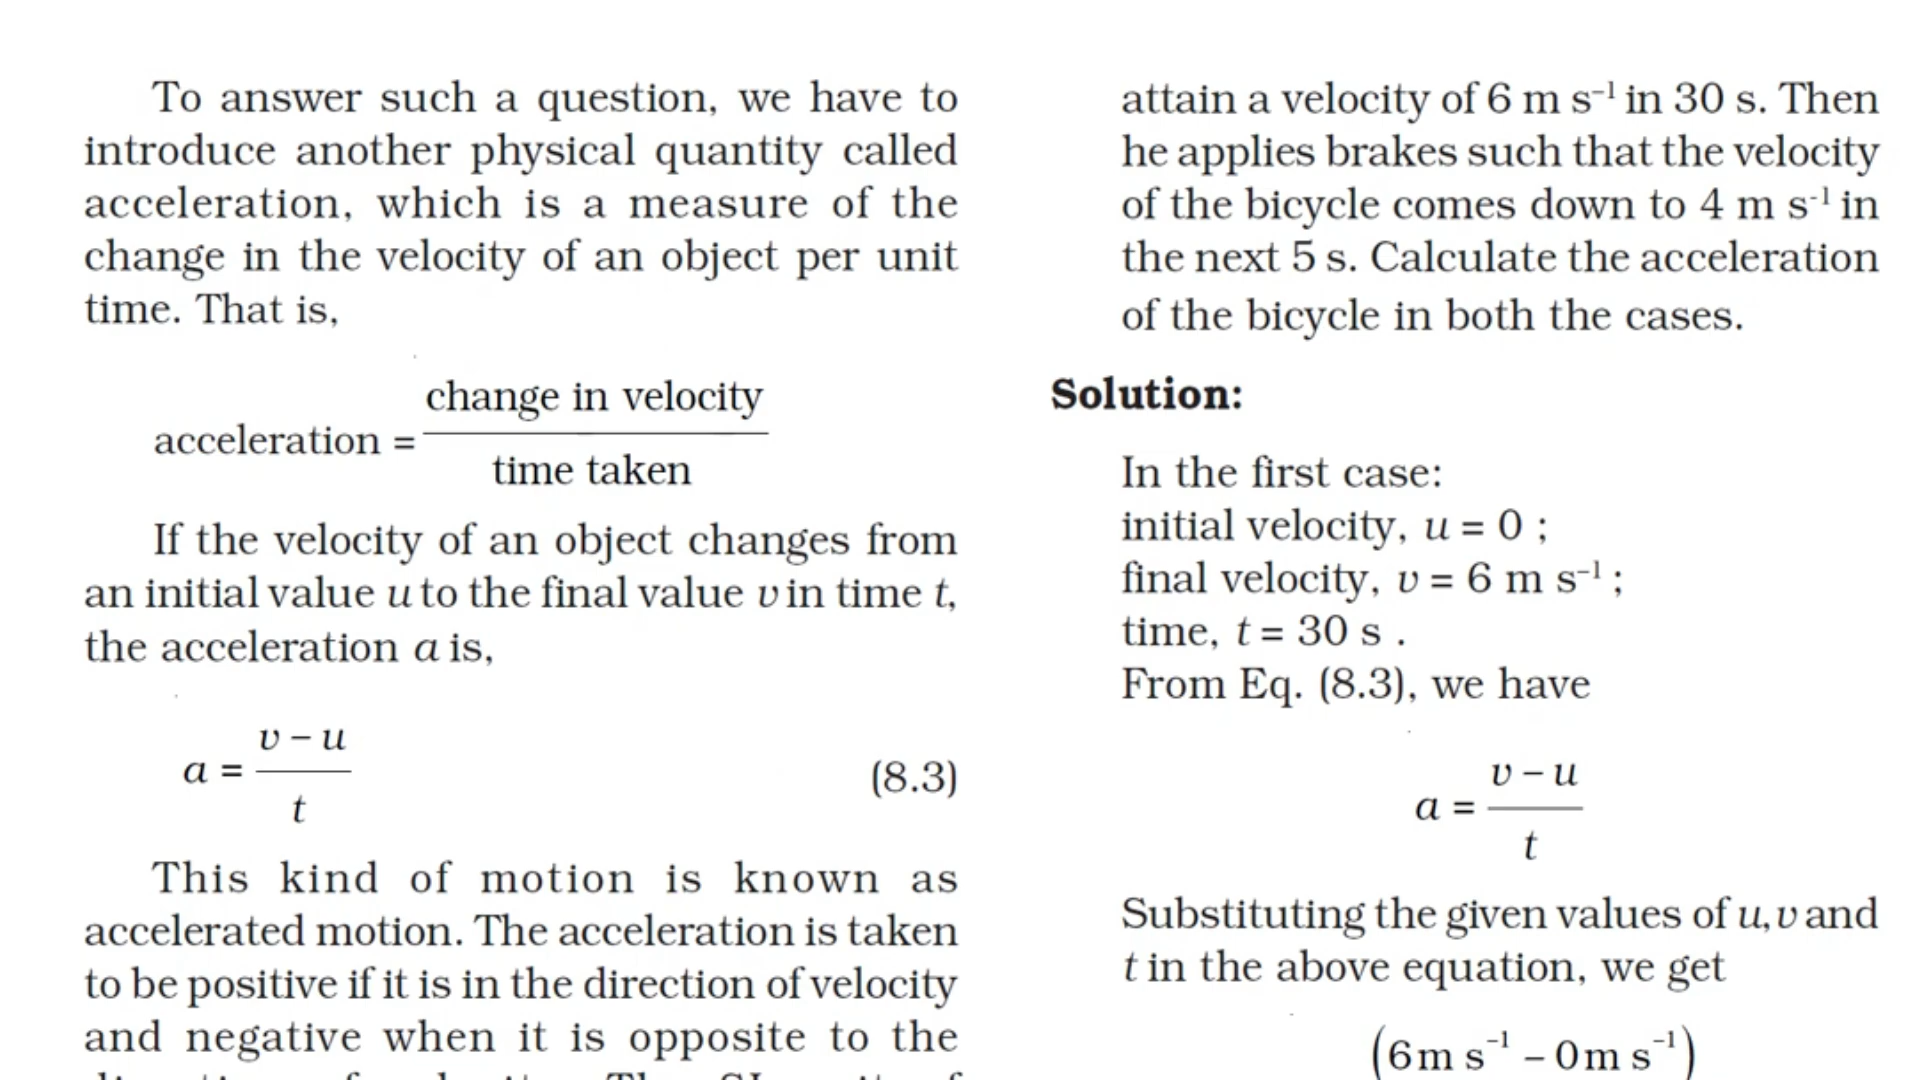 To answer such a question, we have to
introduce another physical quantity called
acceleration, which is a measure of the
change in the velocity of an object per unit
time. That is,
acceleration = change in velocity / time taken
If the velocity of an object changes from
an initial value u to the final value v in time t,
the acceleration a is,
a = v – u / t (8.3)
This kind of motion is known as
accelerated motion. The acceleration is taken
to be positive if it is in the direction of velocity
and negative when it is opposite to the
attain a velocity of 6 m s⁻¹ in 30 s. Then
he applies brakes such that the velocity
of the bicycle comes down to 4 m s⁻¹ in
the next 5 s. Calculate the acceleration
of the bicycle in both the cases.
Solution:
In the first case:
initial velocity, u = 0 ;
final velocity, v = 6 m s⁻¹ ;
time, t = 30 s .
From Eq. (8.3), we have
a = v – u / t
Substituting the given values of u, v and
t in the above equation, we get
(6 m s⁻¹ – 0 m s⁻¹)